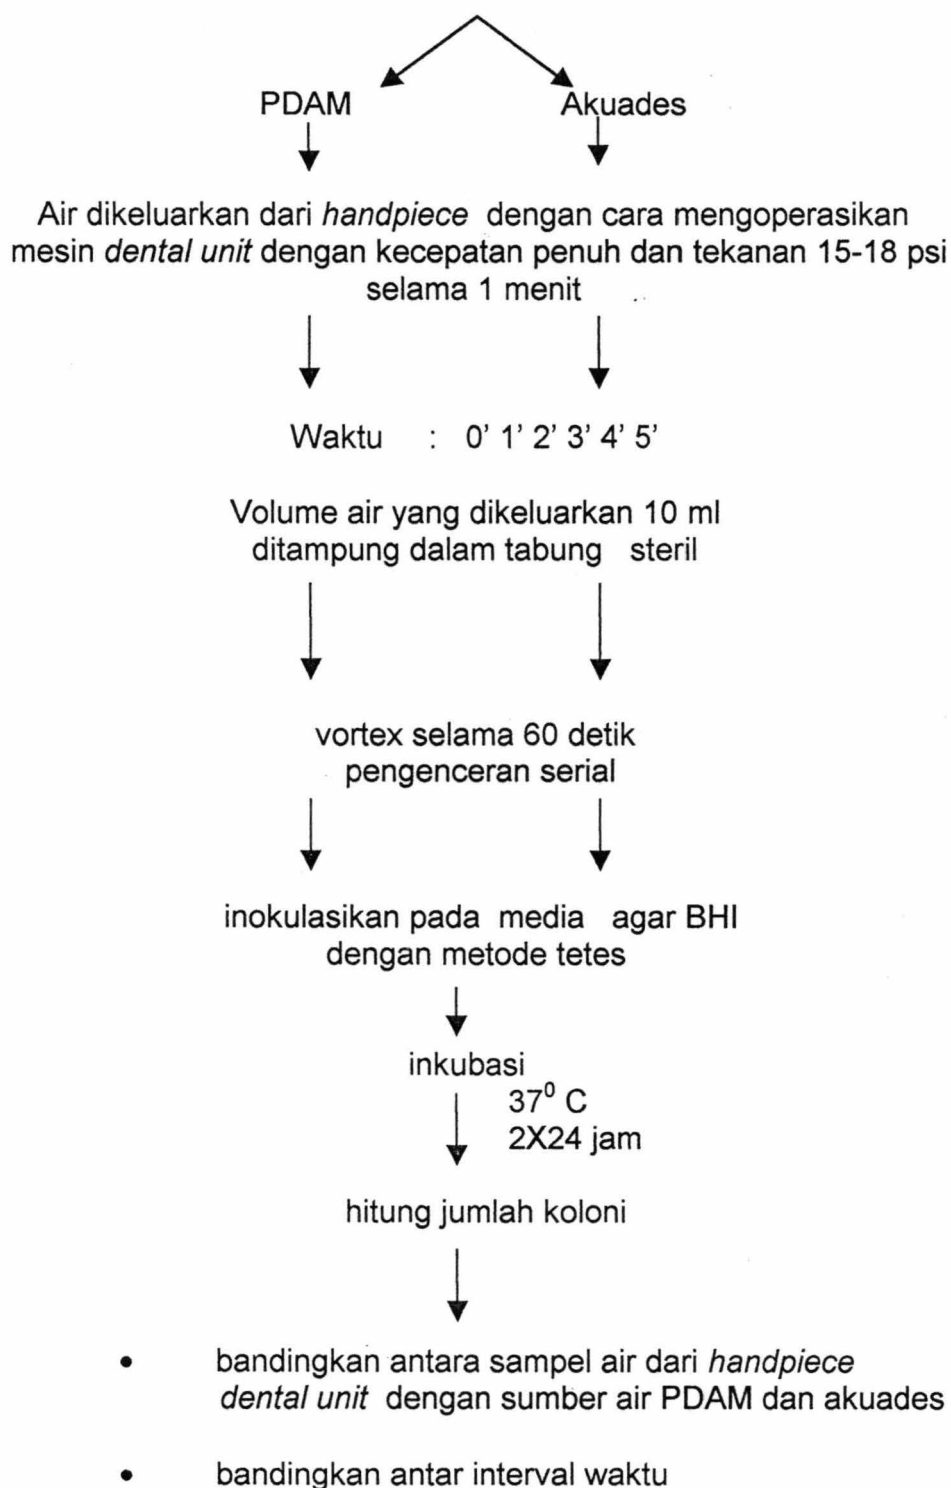 PDAM Akuades
Air dikeluarkan dari handpiece dengan cara mengoperasikan
mesin dental unit dengan kecepatan penuh dan tekanan 15-18 psi
selama 1 menit
Waktu : 0’ 1’ 2’ 3’ 4’ 5’
Volume air yang dikeluarkan 10 ml
ditampung dalam tabung steril
vortex selama 60 detik
pengenceran serial
inokulasikan pada media agar BHI
dengan metode tetes
inkubasi
37⁰ C
2X24 jam
hitung jumlah koloni
• bandingkan antara sampel air dari handpiece
dental unit dengan sumber air PDAM dan akuades
• bandingkan antar interval waktu